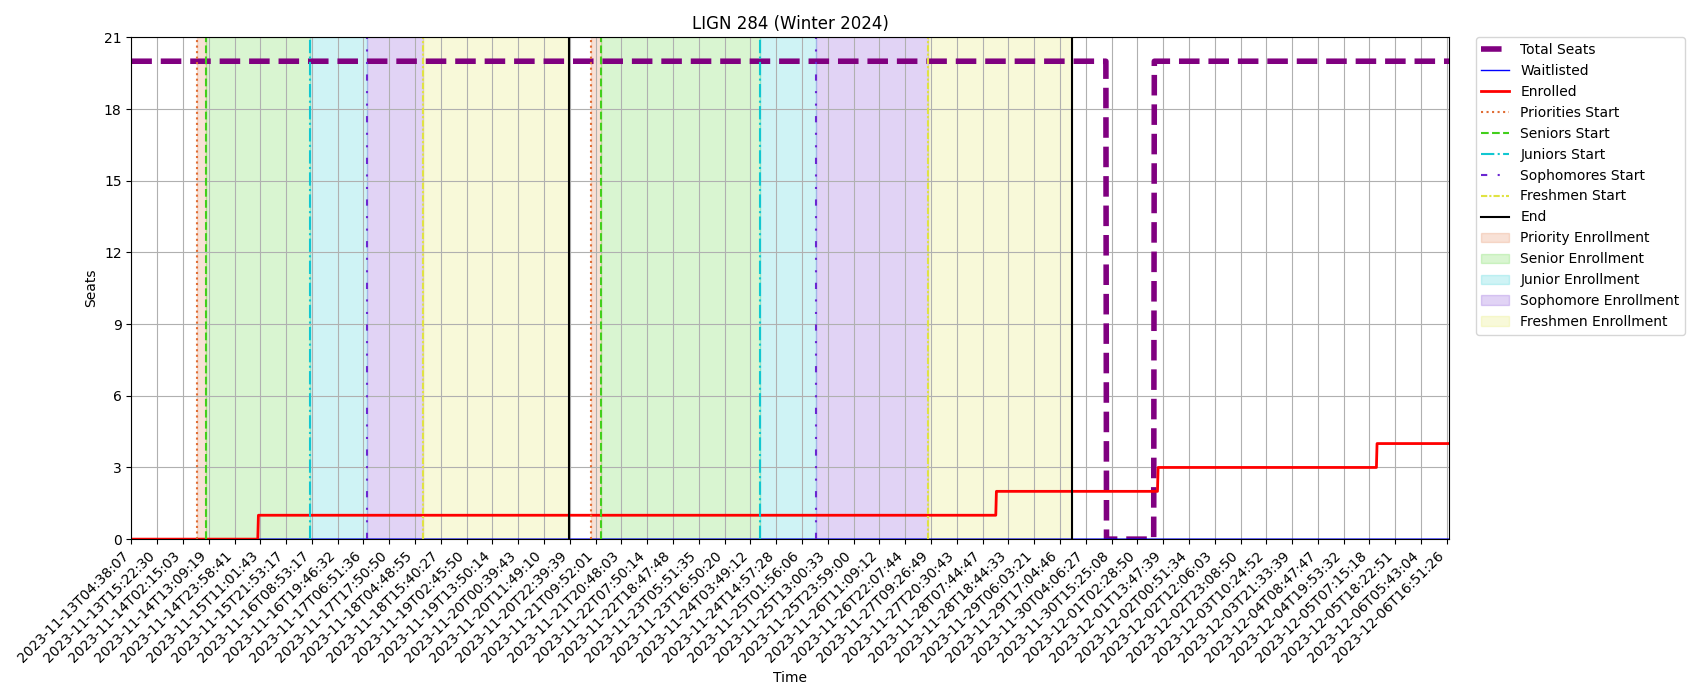 LIGN 284 (Winter 2024)
21
18
15
12
9
6
3
0
Seats
2023-11-13T04:38:07
2023-11-13T15:22:30
2023-11-14T02:15:03
2023-11-14T13:09:19
2023-11-14T23:58:41
2023-11-15T11:01:43
2023-11-15T21:53:17
2023-11-16T08:53:17
2023-11-16T19:46:32
2023-11-17T06:51:36
2023-11-17T17:50:50
2023-11-18T04:48:55
2023-11-18T15:40:27
2023-11-19T02:45:50
2023-11-19T13:50:14
2023-11-20T00:39:43
2023-11-20T11:49:10
2023-11-20T22:39:39
2023-11-21T09:52:01
2023-11-21T20:48:03
2023-11-22T07:50:14
2023-11-22T18:47:48
2023-11-23T05:51:35
2023-11-23T16:50:20
2023-11-24T03:49:12
2023-11-24T14:57:28
2023-11-25T01:56:06
2023-11-25T13:00:33
2023-11-25T23:59:00
2023-11-26T11:09:12
2023-11-26T22:07:44
2023-11-27T09:26:49
2023-11-27T20:30:43
2023-11-28T07:44:47
2023-11-28T18:44:33
2023-11-29T06:03:21
2023-11-29T17:04:46
2023-11-30T04:06:27
2023-11-30T15:25:08
2023-12-01T02:28:50
2023-12-01T13:47:39
2023-12-02T00:51:34
2023-12-02T12:06:03
2023-12-02T23:08:50
2023-12-03T10:24:52
2023-12-03T21:33:39
2023-12-04T08:47:47
2023-12-04T19:53:32
2023-12-05T07:15:18
2023-12-05T18:22:51
2023-12-06T05:43:04
2023-12-06T16:51:26
Time
Total Seats
Waitlisted
Enrolled
Priorities Start
Seniors Start
Juniors Start
Sophomores Start
Freshmen Start
End
Priority Enrollment
Senior Enrollment
Junior Enrollment
Sophomore Enrollment
Freshmen Enrollment